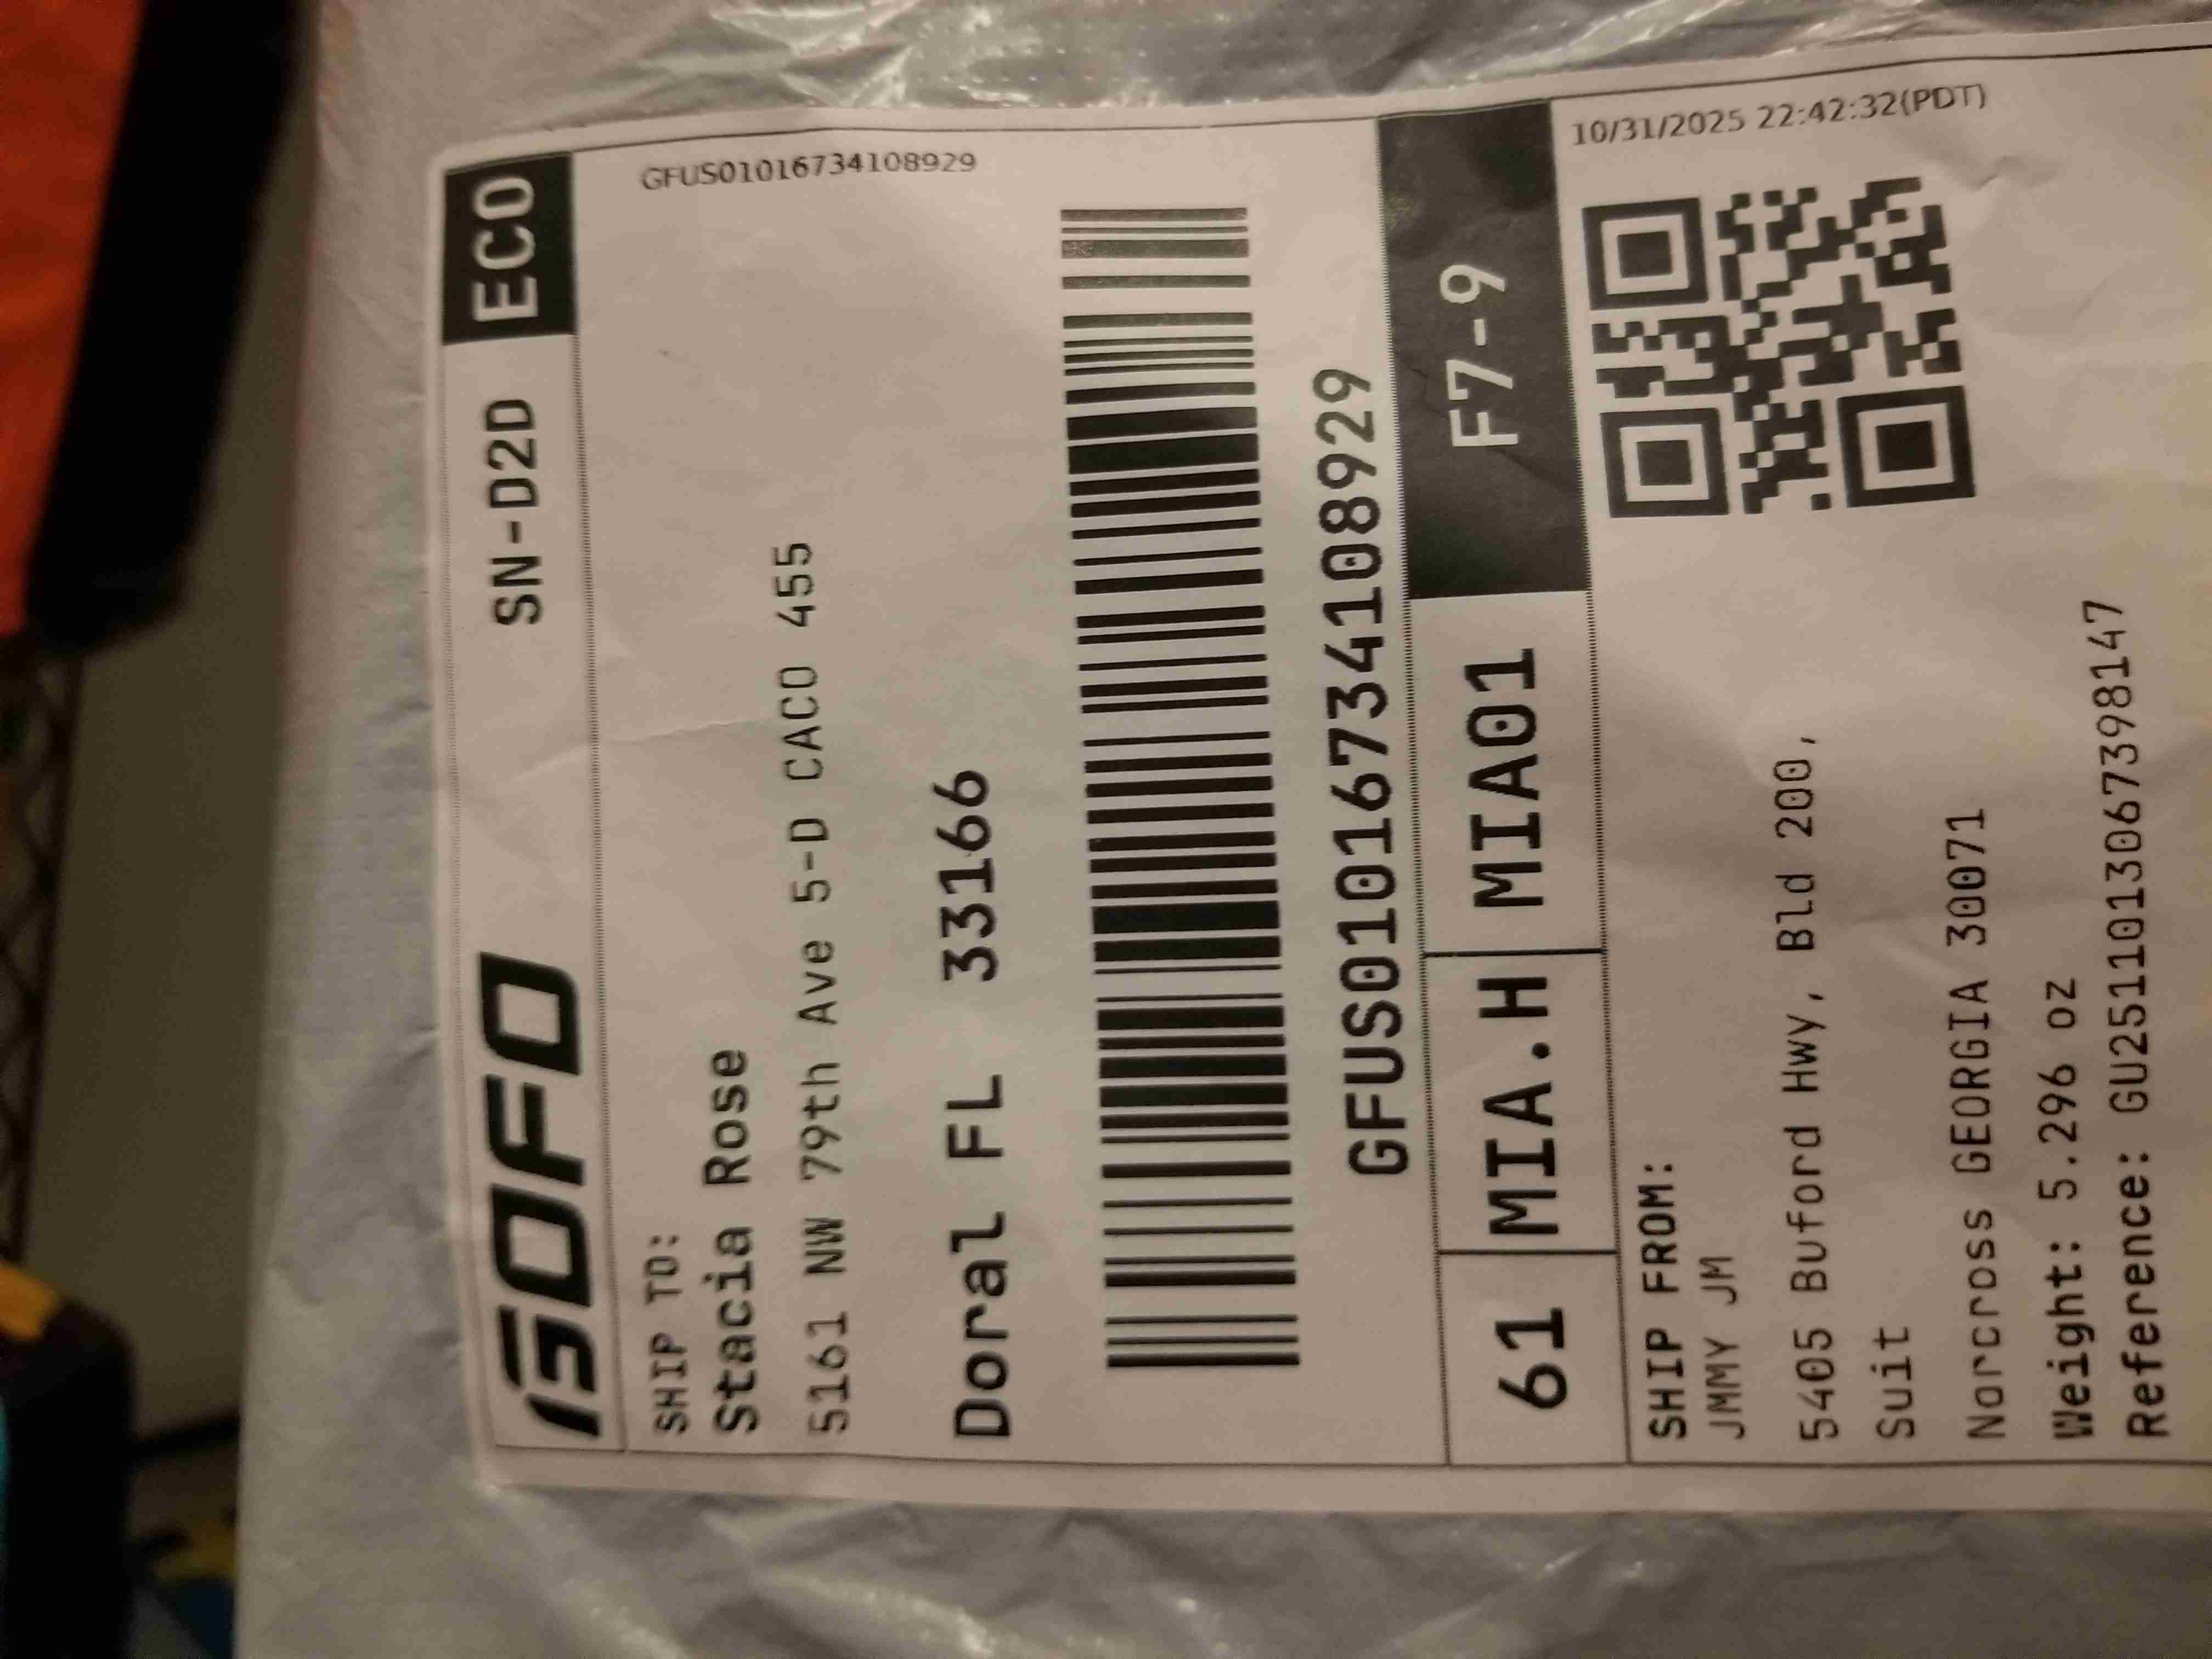 GOFO
SN-D2D
ECO
GFUS01016734108929
SHIP TO:
Stacia Rose
5161 NW 79th Ave 5-D CACO 455
Doral FL 33166
GFUS01016734108929
61 MIA.H MIA01 F7-9
10/31/2025 22:42:32(PDT)
SHIP FROM:
JMMY JM
5405 Buford Hwy, Bld 200,
Suit
Norcross GEORGIA 30071
Weight: 5.296 oz
Reference: GU2511013067398147